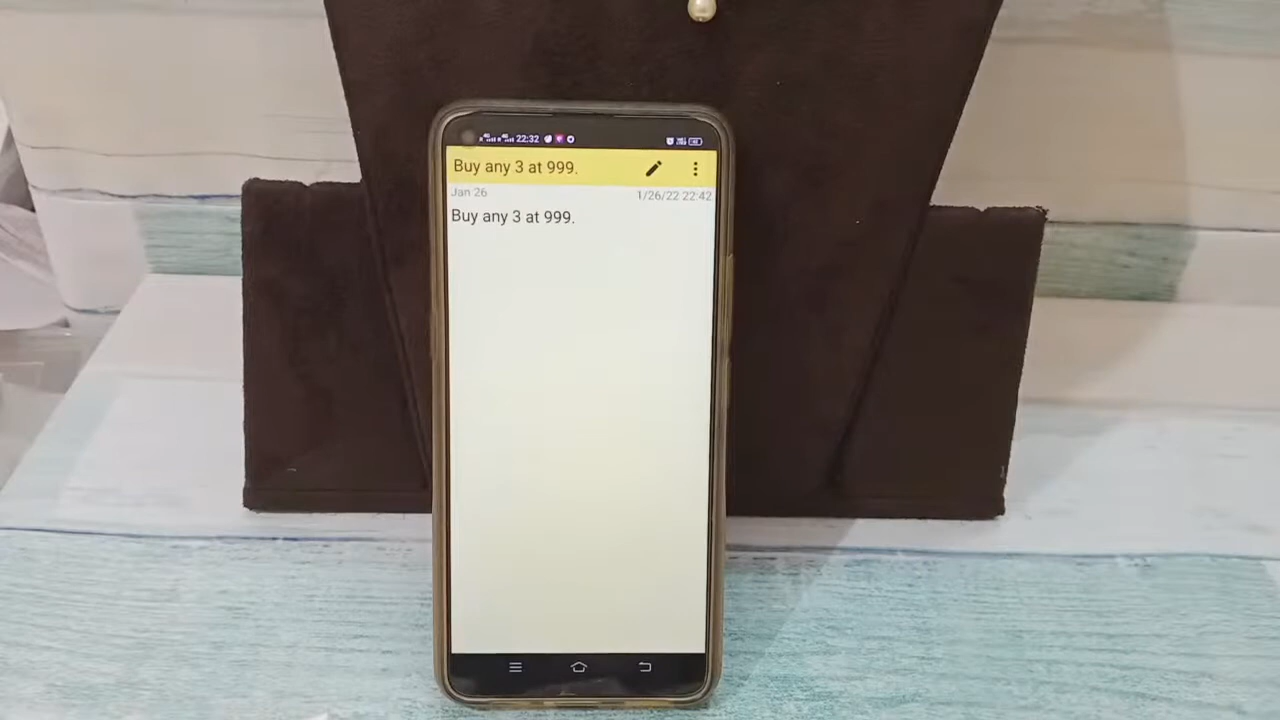 22:32
Buy any 3 at 999.
Jan 26
1/26/22 22:42
Buy any 3 at 999.